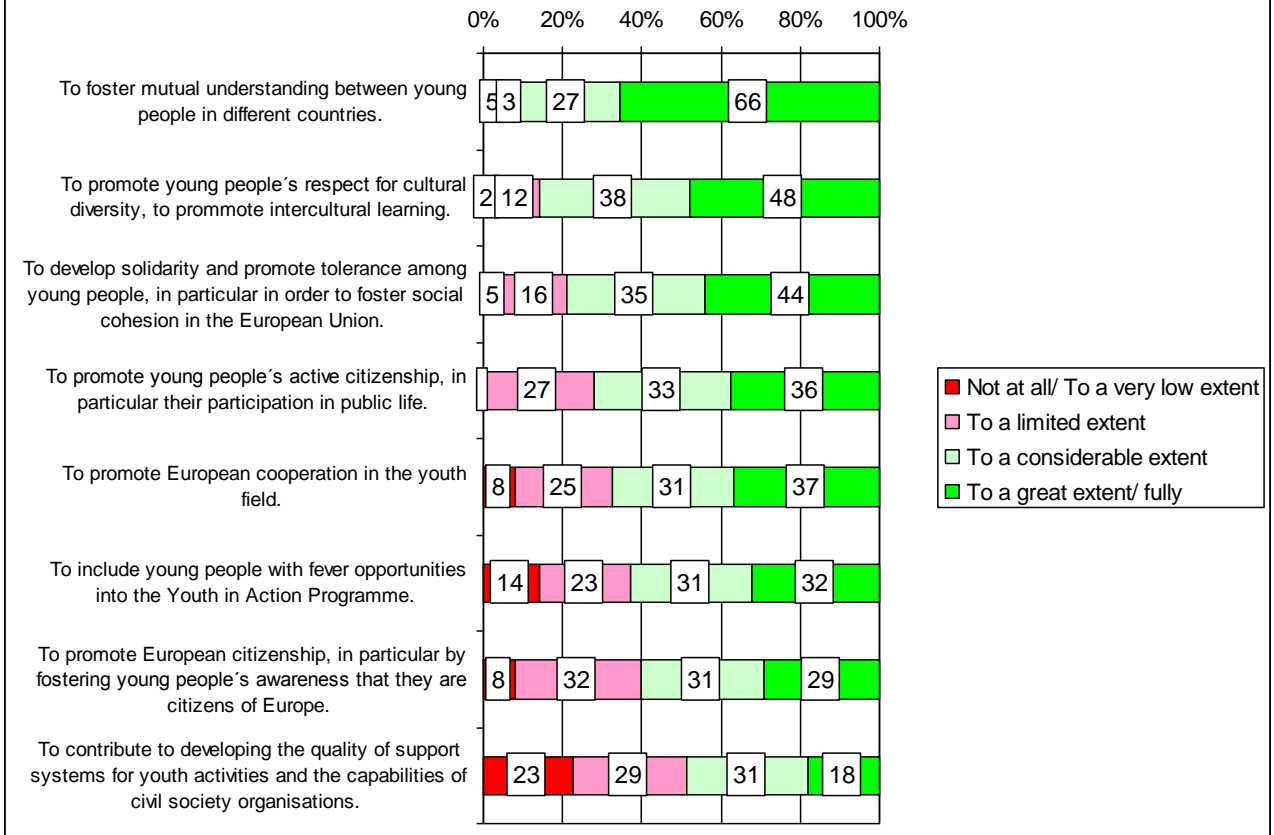 0% 20% 40% 60% 80% 100%
To foster mutual understanding between young
people in different countries.
5 3 27 66
To promote young people´s respect for cultural
diversity, to prommote intercultural learning.
2 12 38 48
To develop solidarity and promote tolerance among
young people, in particular in order to foster social
cohesion in the European Union.
5 16 35 44
To promote young people´s active citizenship, in
particular their participation in public life.
27 33 36
To promote European cooperation in the youth
field.
8 25 31 37
To include young people with fever opportunities
into the Youth in Action Programme.
14 23 31 32
To promote European citizenship, in particular by
fostering young people´s awareness that they are
citizens of Europe.
8 32 31 29
To contribute to developing the quality of support
systems for youth activities and the capabilities of
civil society organisations.
23 29 31 18
Not at all/ To a very low extent
To a limited extent
To a considerable extent
To a great extent/ fully